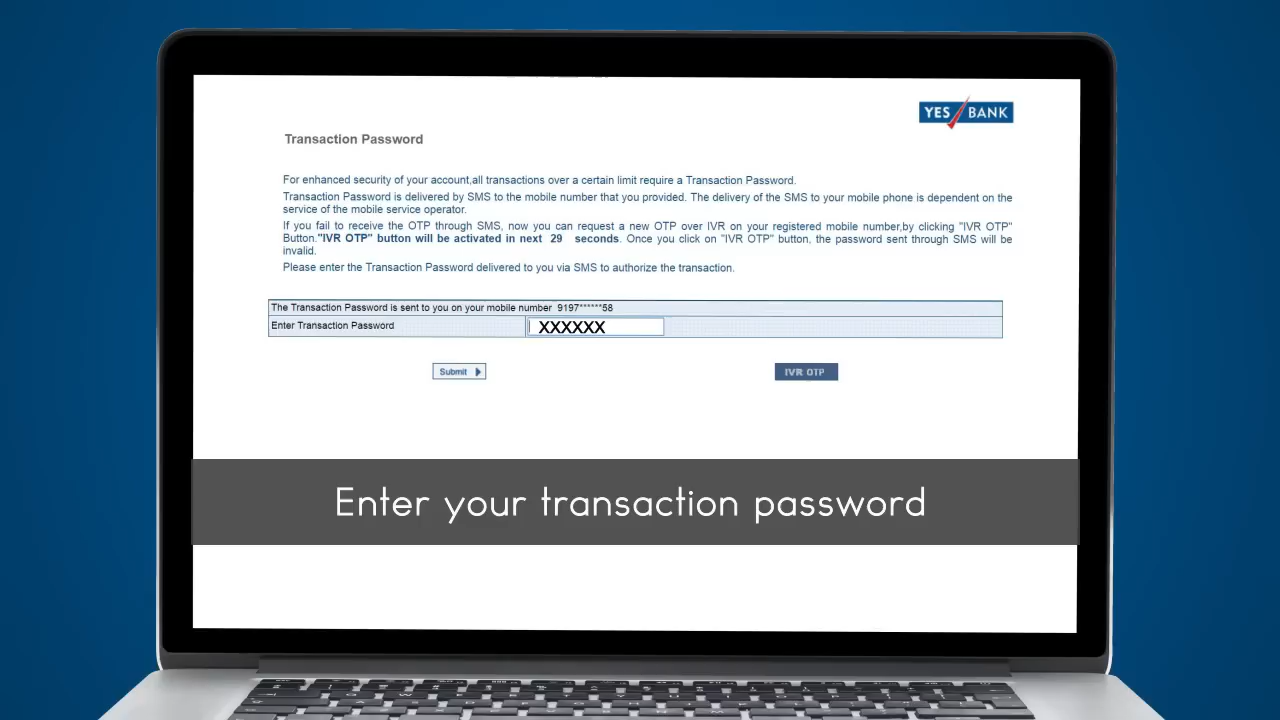 YES BANK
Transaction Password
For enhanced security of your account,all transactions over a certain limit require a Transaction Password.
Transaction Password is delivered by SMS to the mobile number that you provided. The delivery of the SMS to your mobile phone is dependent on the
service of the mobile service operator.
If you fail to receive the OTP through SMS, now you can request a new OTP over IVR on your registered mobile number,by clicking "IVR OTP"
Button."IVR OTP" button will be activated in next 29 seconds. Once you click on "IVR OTP" button, the password sent through SMS will be
invalid.
Please enter the Transaction Password delivered to you via SMS to authorize the transaction.
The Transaction Password is sent to you on your mobile number 9197******58
Enter Transaction Password XXXXXX
Submit IVR OTP
Enter your transaction password